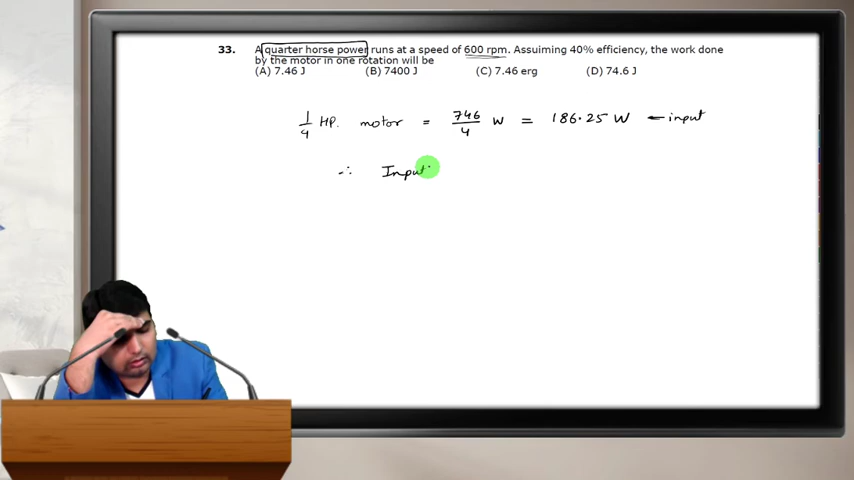 33. A quarter horse power runs at a speed of 600 rpm. Assuming 40% efficiency, the work done
by the motor in one rotation will be
(A) 7.46 J (B) 7400 J (C) 7.46 erg (D) 74.6 J
1/4 HP. motor = 746/4 W = 186.25 W ← input
∴ Input